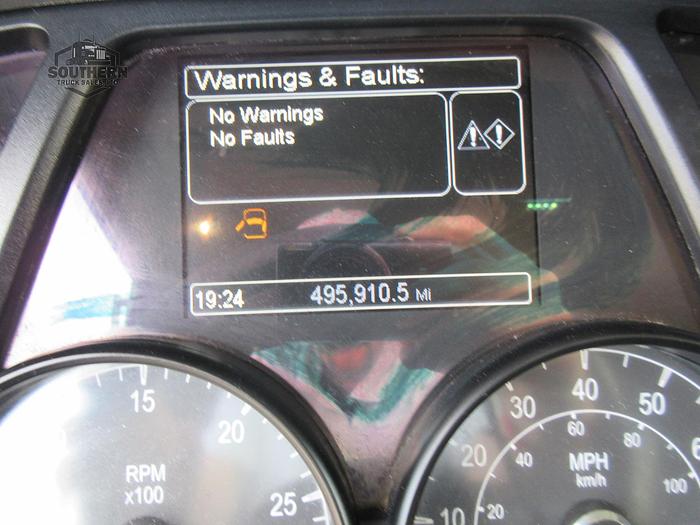 SOUTHERN
TRUCK SALES, LLC
Warnings & Faults:
No Warnings
No Faults
19:24 495,910.5 Mi
15
20
25
RPM
x100
10
20
30
40
50
MPH
km/h
20
40
60
80
100